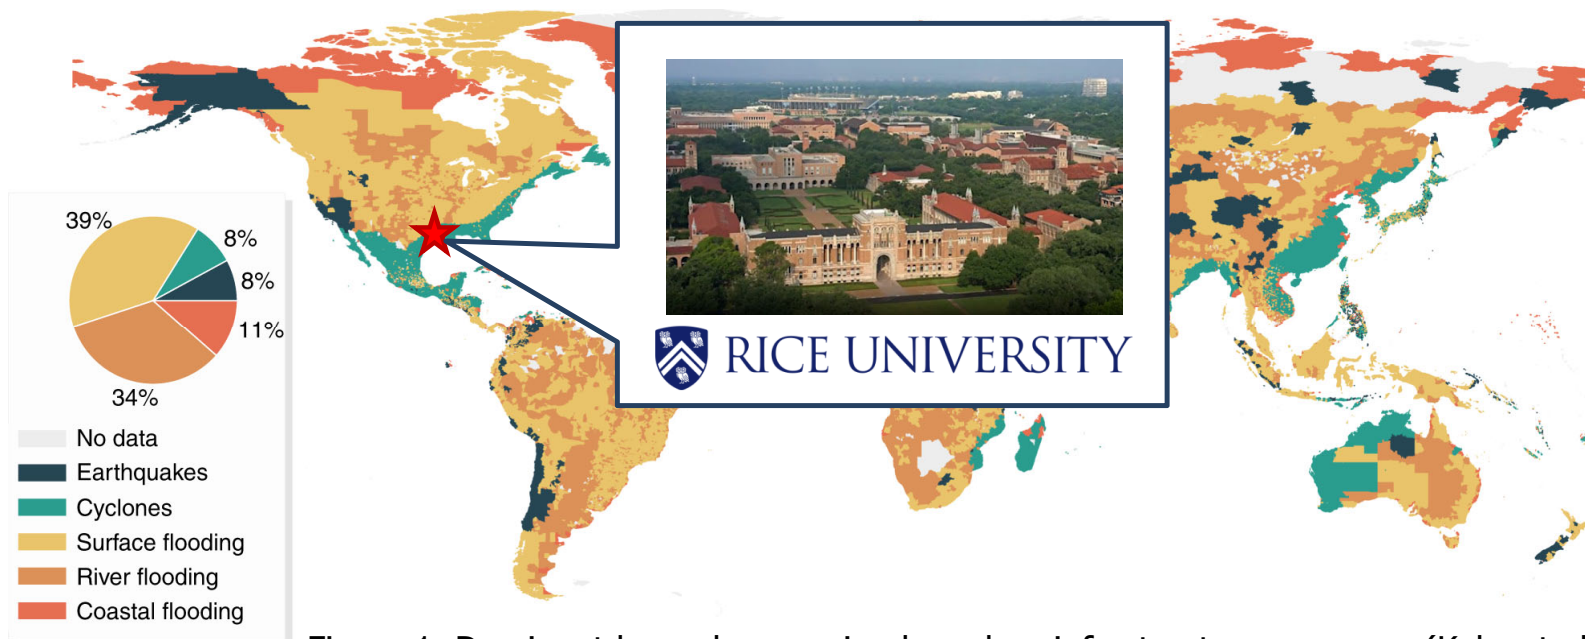 39%
8%
8%
11%
34%
No data
Earthquakes
Cyclones
Surface flooding
River flooding
Coastal flooding
RICE UNIVERSITY